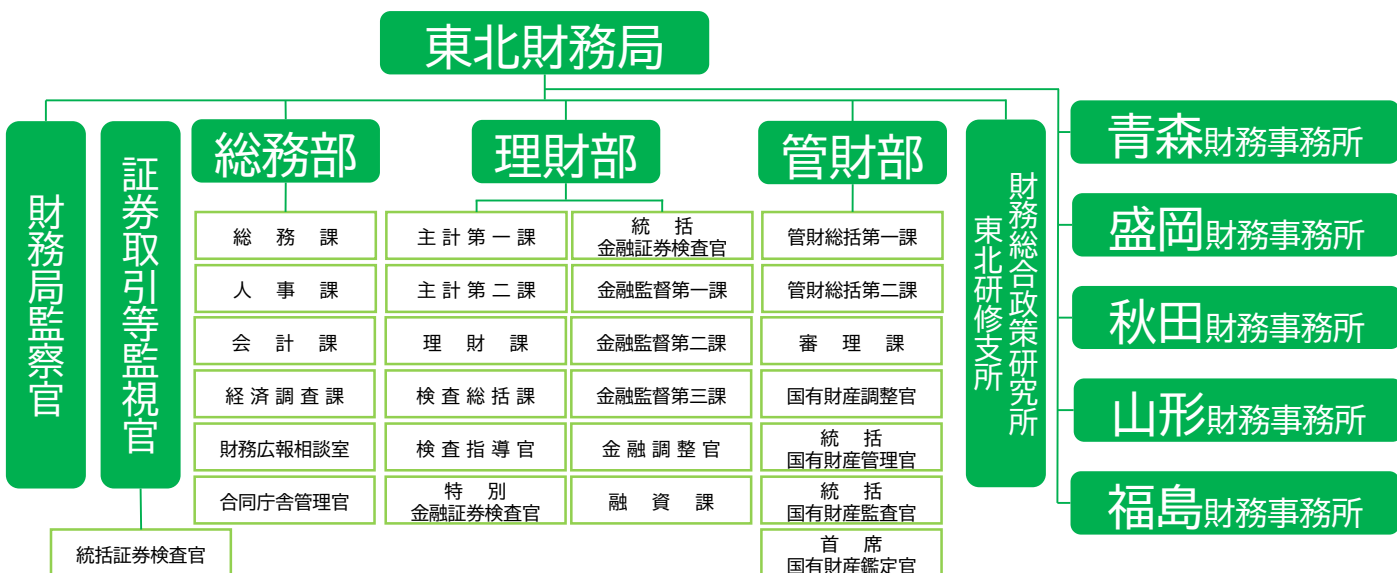 東北財務局
財務局監察官
証券取引等監視官
統括証券検査官
総務部
総務課
人事課
会計課
経済調査課
財務広報相談室
合同庁舎管理官
理財部
主計第一課
主計第二課
理財課
検査総括課
検査指導官
特別
金融証券検査官
統括
金融証券検査官
金融監督第一課
金融監督第二課
金融監督第三課
金融調整官
融資課
管財部
管財総括第一課
管財総括第二課
審理課
国有財産調整官
統括
国有財産管理官
統括
国有財産監査官
首席
国有財産鑑定官
財務総合政策研究所
東北研修支所
青森財務事務所
盛岡財務事務所
秋田財務事務所
山形財務事務所
福島財務事務所